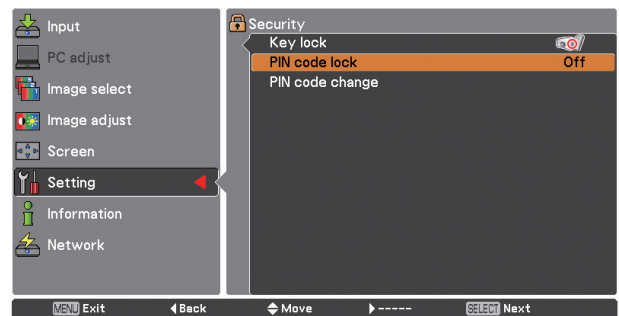 Input
PC adjust
Image select
Image adjust
Screen
Setting
Information
Network
Security
Key lock
PIN code lock Off
PIN code change
MENU Exit Back Move ----- SELECT Next